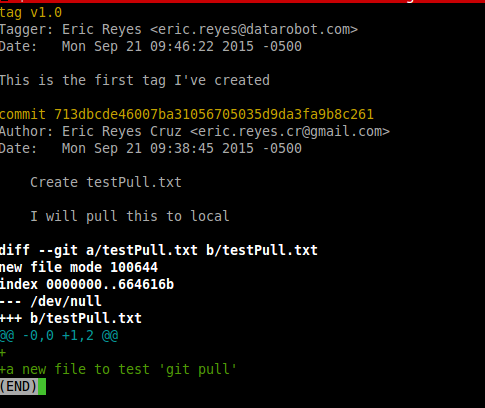 tag v1.0
Tagger: Eric Reyes <eric.reyes@datarobot.com>
Date:   Mon Sep 21 09:46:22 2015 -0500
This is the first tag I've created
commit 713dbcde46007ba31056705035d9da3fa9b8c261
Author: Eric Reyes Cruz <eric.reyes.cr@gmail.com>
Date:   Mon Sep 21 09:38:45 2015 -0500
    Create testPull.txt
    I will pull this to local
diff --git a/testPull.txt b/testPull.txt
new file mode 100644
index 0000000..664616b
--- /dev/null
+++ b/testPull.txt
@@ -0,0 +1,2 @@
+
+a new file to test 'git pull'
(END)